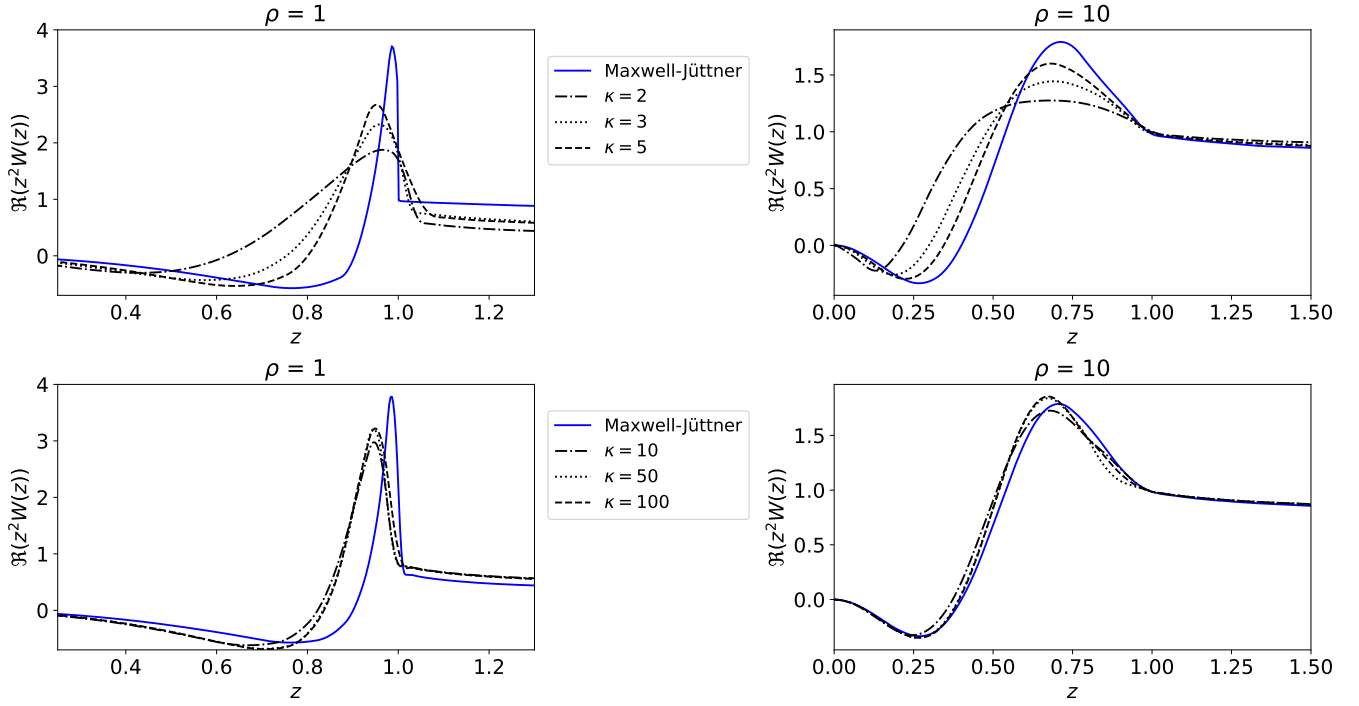 ρ = 1
4
3
2
1
0
ℜ(z²W(z))
0.4 0.6 0.8 1.0 1.2
z
Maxwell-Jüttner
κ = 2
κ = 3
κ = 5
ρ = 10
1.5
1.0
0.5
0.0
ℜ(z²W(z))
0.00 0.25 0.50 0.75 1.00 1.25 1.50
z
ρ = 1
4
3
2
1
0
ℜ(z²W(z))
0.4 0.6 0.8 1.0 1.2
z
Maxwell-Jüttner
κ = 10
κ = 50
κ = 100
ρ = 10
1.5
1.0
0.5
0.0
ℜ(z²W(z))
0.00 0.25 0.50 0.75 1.00 1.25 1.50
z